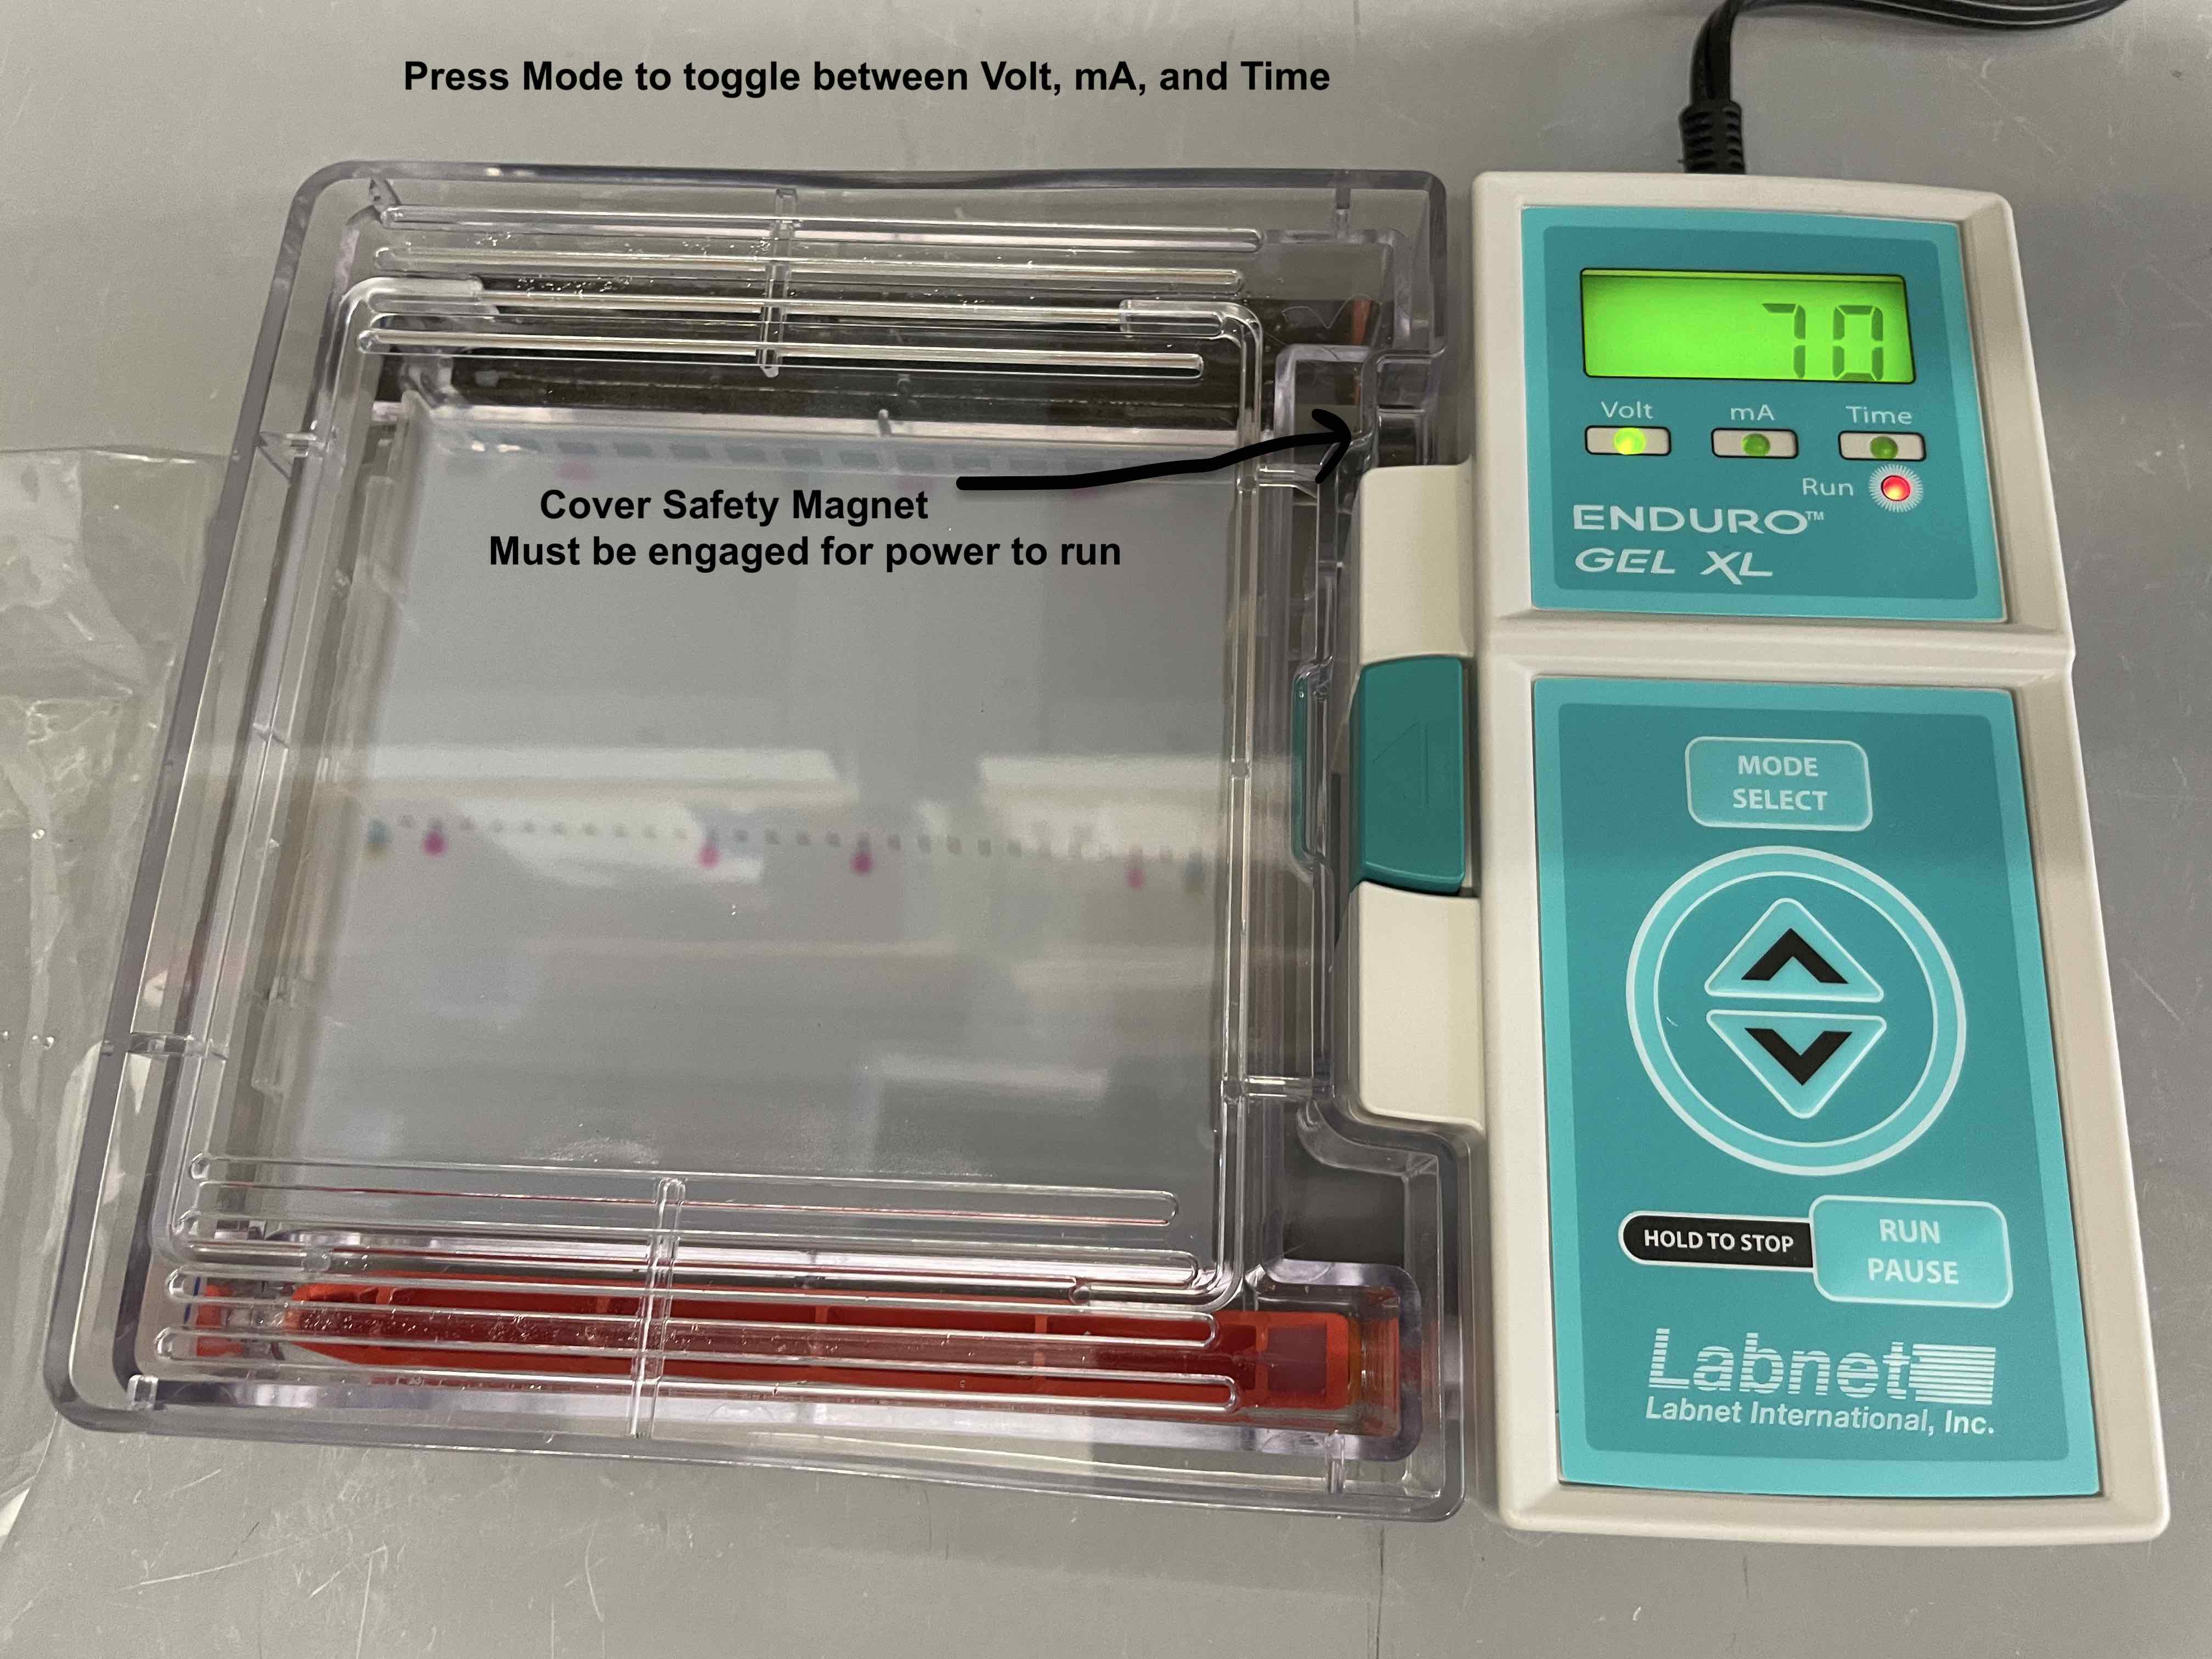 Press Mode to toggle between Volt, mA, and Time
70
Volt mA Time
Run
ENDURO™
GEL XL
Cover Safety Magnet
Must be engaged for power to run
MODE
SELECT
HOLD TO STOP
RUN
PAUSE
Labnet
Labnet International, Inc.